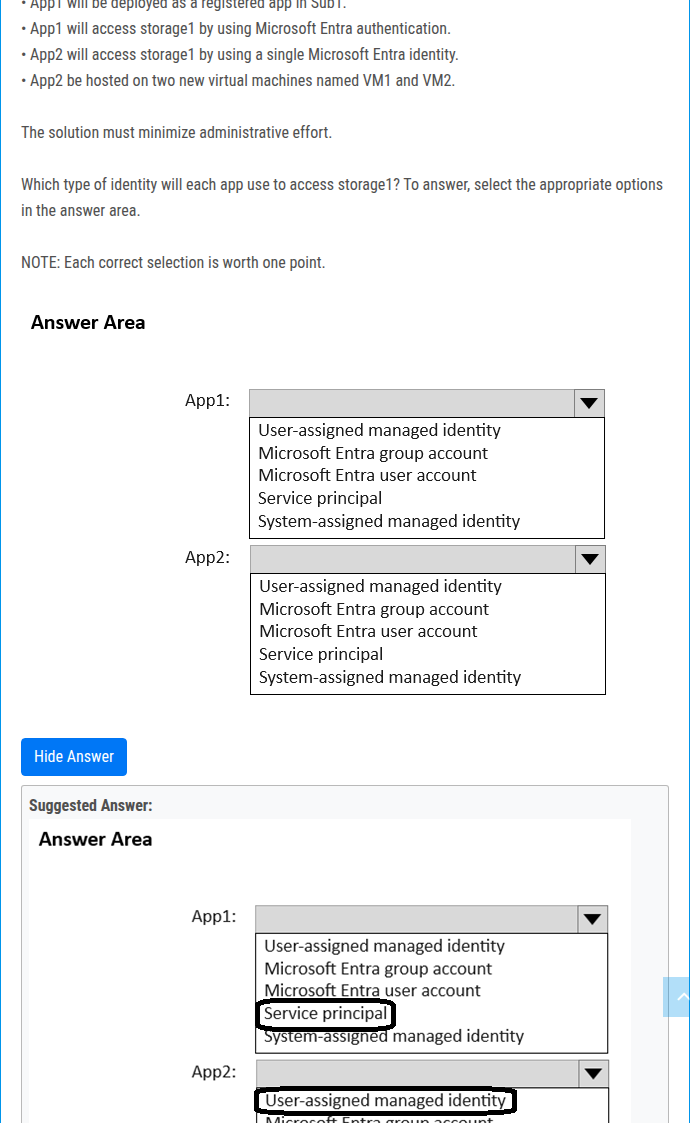 • App1 will be deployed as a registered app in Sub1.
• App1 will access storage1 by using Microsoft Entra authentication.
• App2 will access storage1 by using a single Microsoft Entra identity.
• App2 be hosted on two new virtual machines named VM1 and VM2.
The solution must minimize administrative effort.
Which type of identity will each app use to access storage1? To answer, select the appropriate options
in the answer area.
NOTE: Each correct selection is worth one point.
Answer Area
App1:
User-assigned managed identity
Microsoft Entra group account
Microsoft Entra user account
Service principal
System-assigned managed identity
App2:
User-assigned managed identity
Microsoft Entra group account
Microsoft Entra user account
Service principal
System-assigned managed identity
Hide Answer
Suggested Answer:
Answer Area
App1:
User-assigned managed identity
Microsoft Entra group account
Microsoft Entra user account
Service principal
System-assigned managed identity
App2:
User-assigned managed identity
Microsoft Entra group account